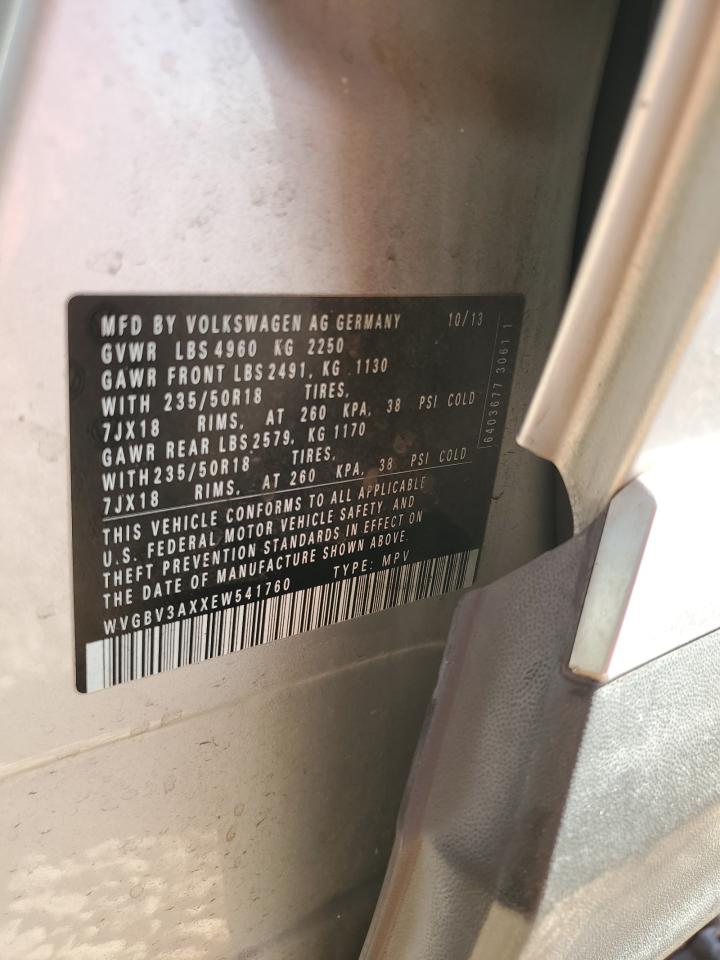 MFD BY VOLKSWAGEN AG GERMANY 10/13
GVWR LBS 4960 KG 2250
GAWR FRONT LBS 2491, KG 1130
WITH 235/50R18 TIRES,
7JX18 RIMS, AT 260 KPA, 38 PSI COLD
GAWR REAR LBS 2579, KG 1170
WITH 235/50R18 TIRES,
7JX18 RIMS, AT 260 KPA, 38 PSI COLD
THIS VEHICLE CONFORMS TO ALL APPLICABLE
U.S. FEDERAL MOTOR VEHICLE SAFETY AND
THEFT PREVENTION STANDARDS IN EFFECT ON
THE DATE OF MANUFACTURE SHOWN ABOVE.
WVGBV3AXXEW541760 TYPE: MPV
6403677 30611